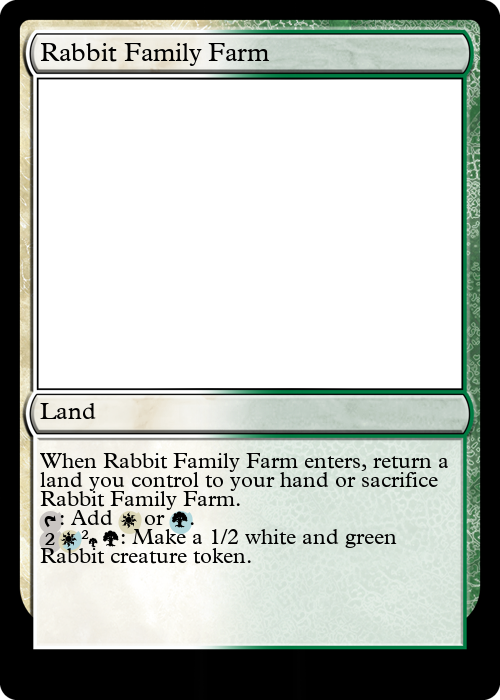 Rabbit Family Farm
Land
When Rabbit Family Farm enters, return a
land you control to your hand or sacrifice
Rabbit Family Farm.
: Add or .
2 2 : Make a 1/2 white and green
Rabbit creature token.